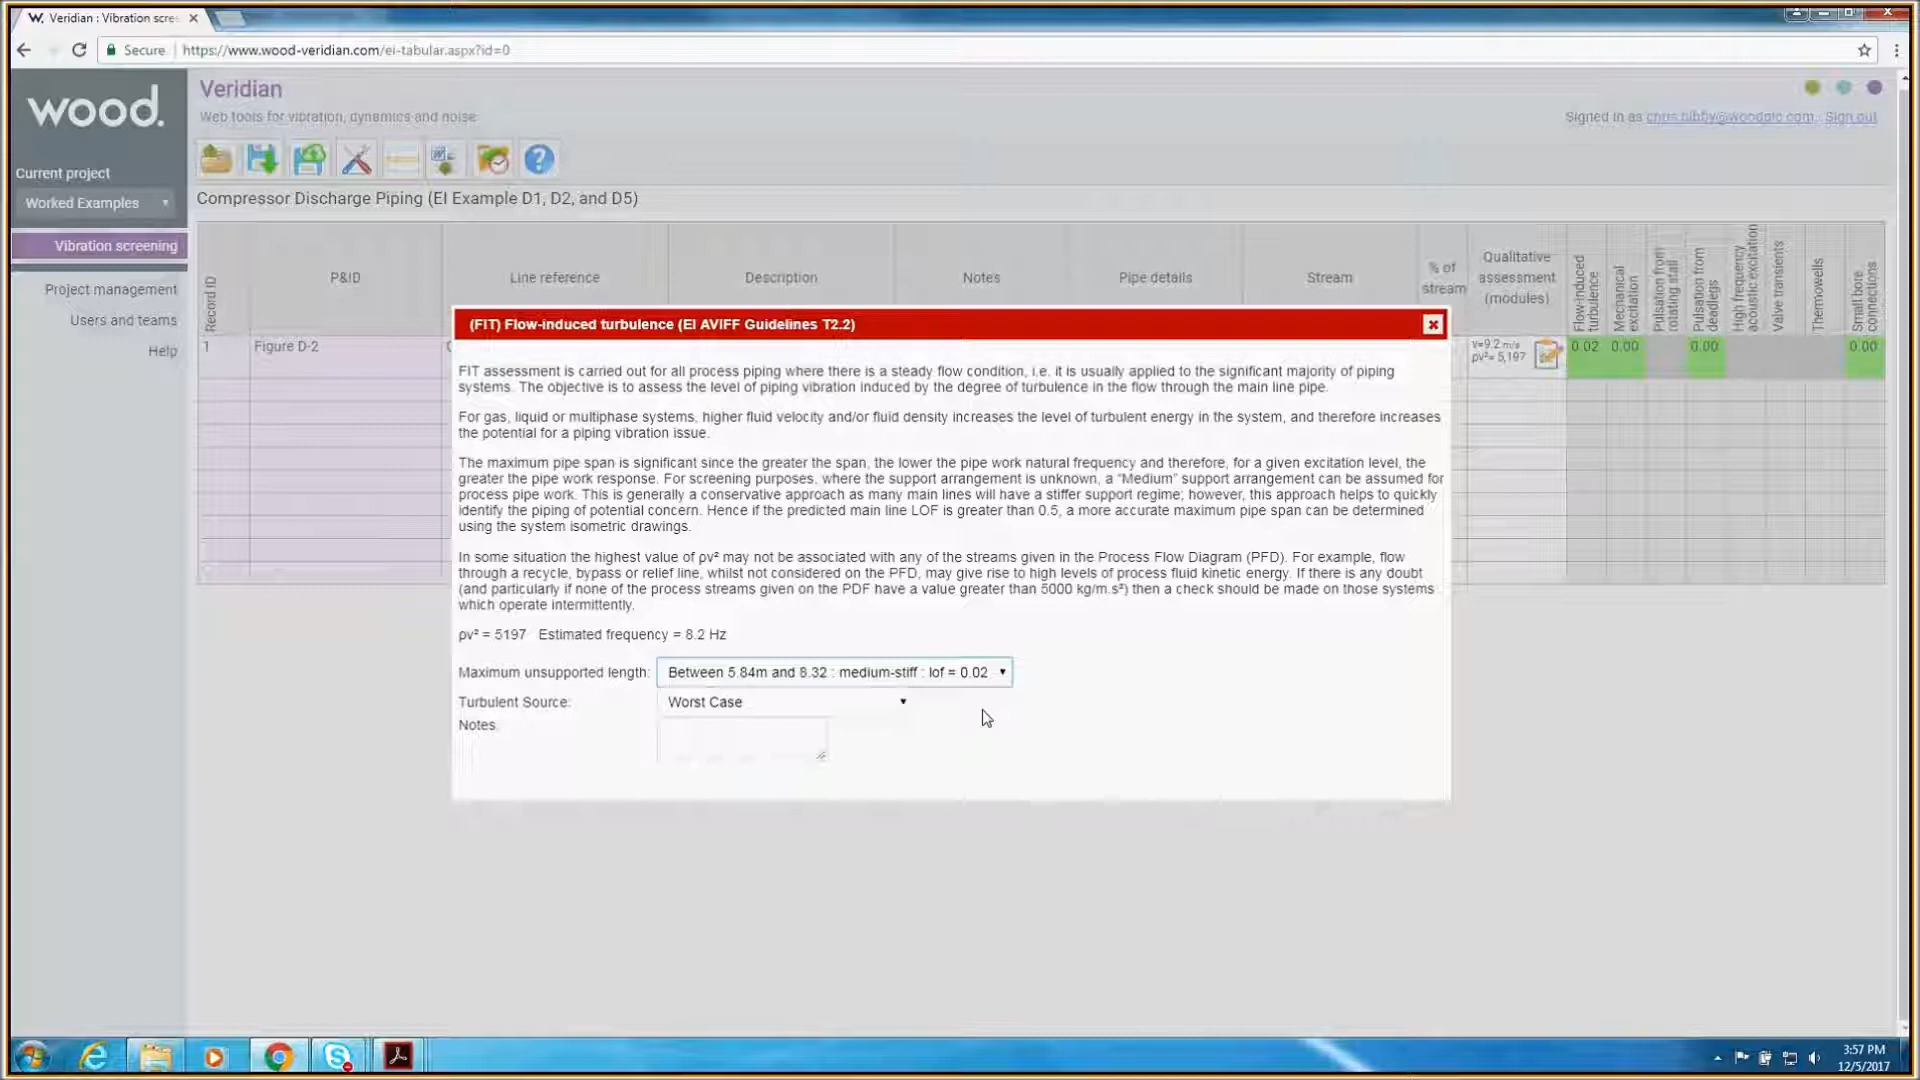 W. Veridian : Vibration scree
Secure https://www.wood-veridian.com/ei-tabular.aspx?id=0
wood.
Veridian
Web tools for vibration, dynamics and noise
Signed in as chris.hibby@woodplc.com Sign out
Current project
Worked Examples
Vibration screening
Project management
Users and teams
Help
Compressor Discharge Piping (EI Example D1, D2, and D5)
Record ID
P&ID
Line reference
Description
Notes
Pipe details
Stream
% of
stream
Qualitative
assessment
(modules)
Flow-induced
turbulence
Mechanical
excitation
Pulsation from
rotating stall
Pulsation from
deadlegs
High frequency
acoustic excitation
Valve transients
Thermowells
Small bore
connections
1 Figure D-2
v=9.2 m/s
ρv²= 5,197
0.02 0.00 0.00 0.00
(FIT) Flow-induced turbulence (EI AVIFF Guidelines T2.2)
FIT assessment is carried out for all process piping where there is a steady flow condition, i.e. it is usually applied to the significant majority of piping
systems. The objective is to assess the level of piping vibration induced by the degree of turbulence in the flow through the main line pipe.
For gas, liquid or multiphase systems, higher fluid velocity and/or fluid density increases the level of turbulent energy in the system, and therefore increases
the potential for a piping vibration issue.
The maximum pipe span is significant since the greater the span, the lower the pipe work natural frequency and therefore, for a given excitation level, the
greater the pipe work response. For screening purposes, where the support arrangement is unknown, a "Medium" support arrangement can be assumed for
process pipe work. This is generally a conservative approach as many main lines will have a stiffer support regime; however, this approach helps to quickly
identify the piping of potential concern. Hence if the predicted main line LOF is greater than 0.5, a more accurate maximum pipe span can be determined
using the system isometric drawings.
In some situation the highest value of ρv² may not be associated with any of the streams given in the Process Flow Diagram (PFD). For example, flow
through a recycle, bypass or relief line, whilst not considered on the PFD, may give rise to high levels of process fluid kinetic energy. If there is any doubt
(and particularly if none of the process streams given on the PDF have a value greater than 5000 kg/m.s²) then a check should be made on those systems
which operate intermittently.
ρv² = 5197 Estimated frequency = 8.2 Hz
Maximum unsupported length: Between 5.84m and 8.32 : medium-stiff : lof = 0.02
Turbulent Source: Worst Case
Notes
3:57 PM
12/5/2017